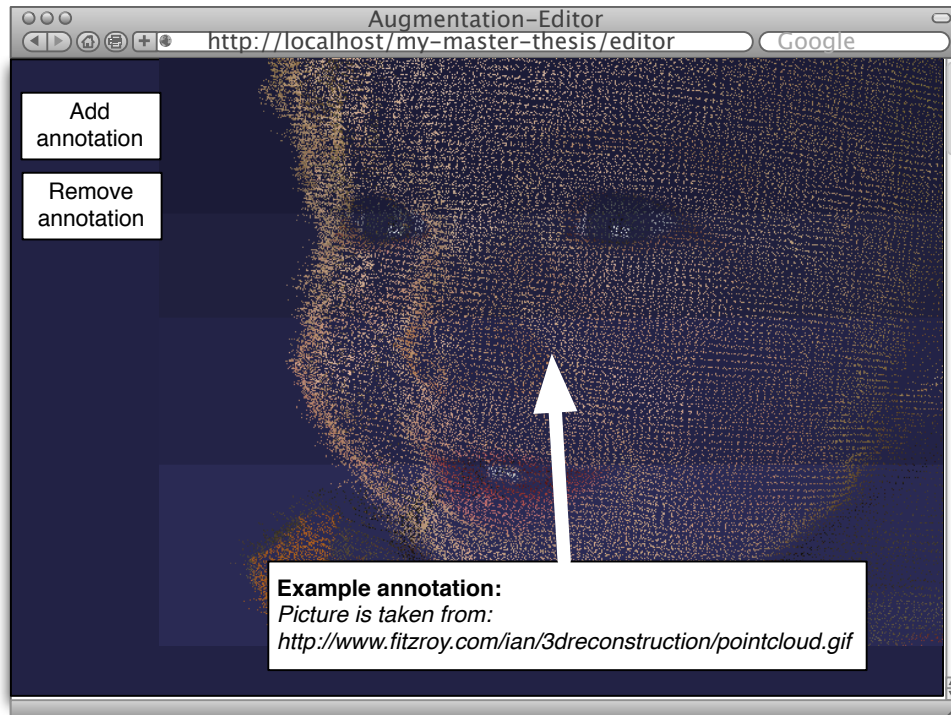 Augmentation-Editor
http://localhost/my-master-thesis/editor
Google
Add
annotation
Remove
annotation
Example annotation:
Picture is taken from:
http://www.fitzroy.com/ian/3dreconstruction/pointcloud.gif